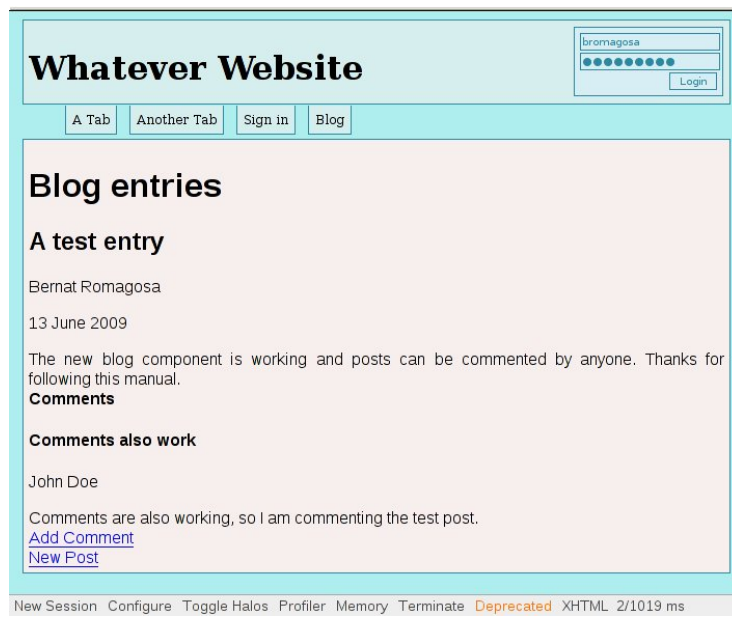 Whatever Website
bromagosa
●●●●●●●●●
Login
A Tab Another Tab Sign in Blog
Blog entries
A test entry
Bernat Romagosa
13 June 2009
The new blog component is working and posts can be commented by anyone. Thanks for
following this manual.
Comments
Comments also work
John Doe
Comments are also working, so I am commenting the test post.
Add Comment
New Post
New Session Configure Toggle Halos Profiler Memory Terminate Deprecated XHTML 2/1019 ms